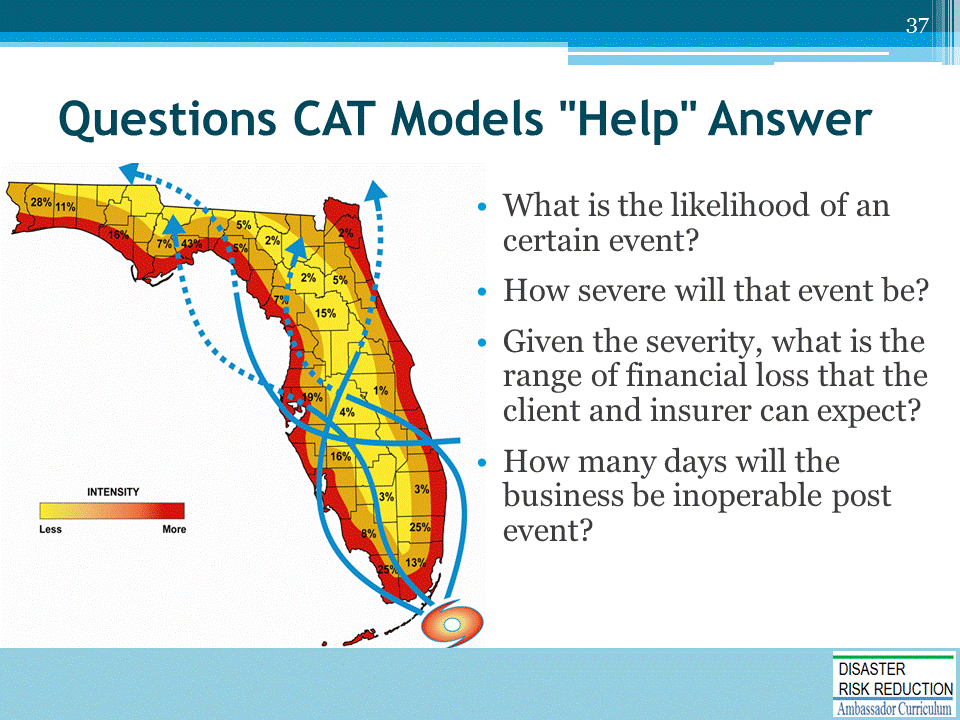 37
Questions CAT Models "Help" Answer
28% 11%
16%
7% 43%
5%
5%
2%
2%
2%
5%
7%
15%
19%
1%
4%
16%
3%
3%
8%
25%
25%
13%
INTENSITY
Less More
• What is the likelihood of an
certain event?
• How severe will that event be?
• Given the severity, what is the
range of financial loss that the
client and insurer can expect?
• How many days will the
business be inoperable post
event?
DISASTER
RISK REDUCTION
Ambassador Curriculum